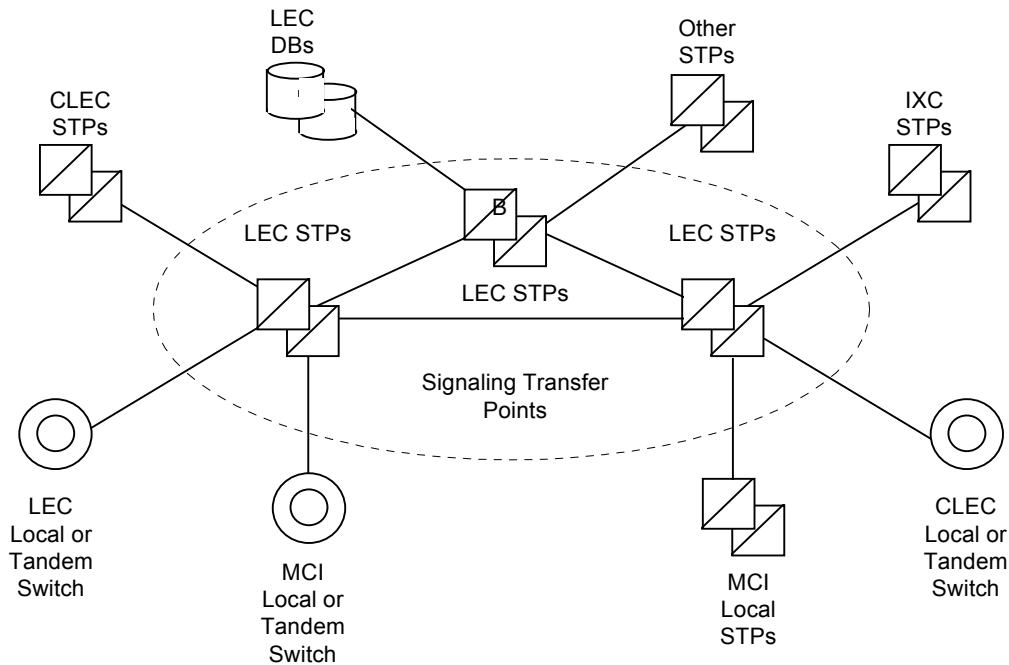 LEC
DBs
Other
STPs
CLEC
STPs
IXC
STPs
B
LEC STPs
LEC STPs
LEC STPs
Signaling Transfer
Points
LEC
Local or
Tandem
Switch
MCI
Local or
Tandem
Switch
MCI
Local
STPs
CLEC
Local or
Tandem
Switch